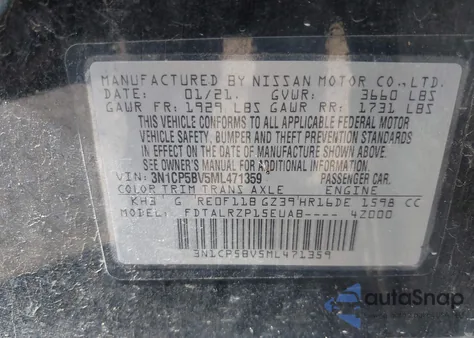 MANUFACTURED BY NISSAN MOTOR CO.,LTD.
DATE: 01/21. GVWR: 3660 LBS
GAWR FR: 1929 LBS GAWR RR: 1731 LBS
THIS VEHICLE CONFORMS TO ALL APPLICABLE FEDERAL MOTOR
VEHICLE SAFETY, BUMPER AND THEFT PREVENTION STANDARDS
IN EFFECT ON THE DATE OF MANUFACTURE SHOWN ABOVE.
SEE OWNER'S MANUAL FOR ADDITIONAL INFORMATION.
VIN: 3N1CP5BV5ML471359 PASSENGER CAR.
COLOR TRIM TRANS AXLE ENGINE
KH3 G RE0F11B GZ39 HR16DE 1598 CC
MODEL: FDTALRZP15EUAB---- 4Z000
3N1CP5BV5ML471359
autoSnap